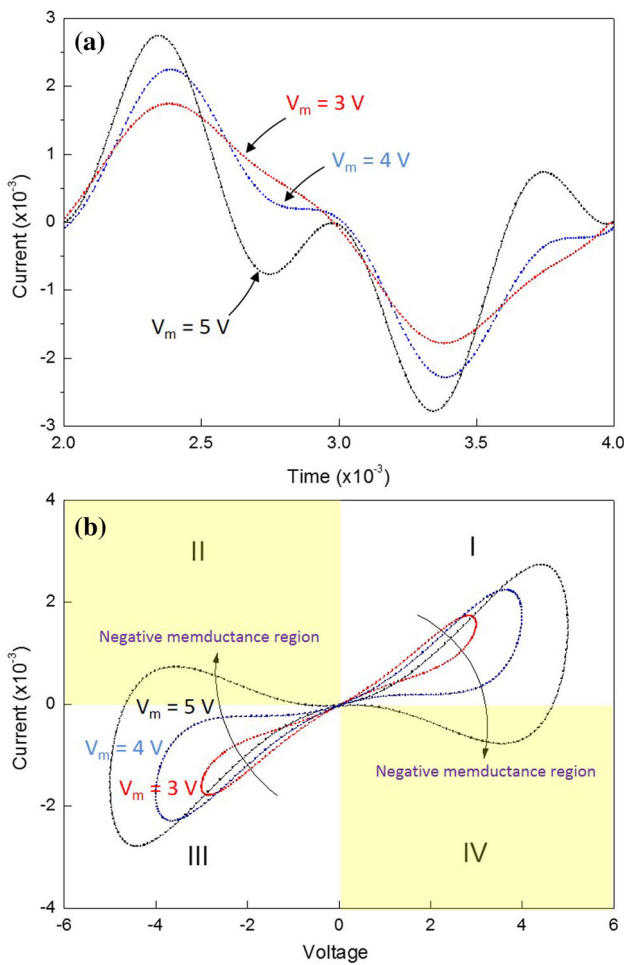 (a)
3
2
1
0
-1
-2
-3
Current (x10⁻³)
Vₘ = 3 V
Vₘ = 4 V
Vₘ = 5 V
2.0 2.5 3.0 3.5 4.0
Time (x10⁻³)
(b)
4
2
0
-2
-4
Current (x10⁻³)
II
I
Negative memductance region
Vₘ = 5 V
Vₘ = 4 V
Vₘ = 3 V
Negative memductance region
III
IV
-6 -4 -2 0 2 4 6
Voltage